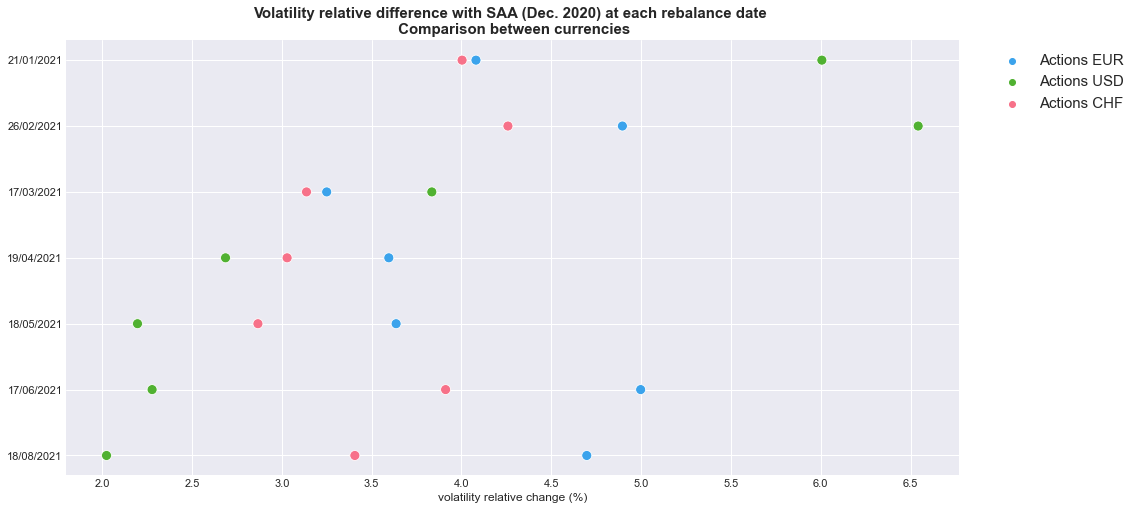 Volatility relative difference with SAA (Dec. 2020) at each rebalance date
Comparison between currencies
21/01/2021
26/02/2021
17/03/2021
19/04/2021
18/05/2021
17/06/2021
18/08/2021
2.0 2.5 3.0 3.5 4.0 4.5 5.0 5.5 6.0 6.5
volatility relative change (%)
Actions EUR
Actions USD
Actions CHF